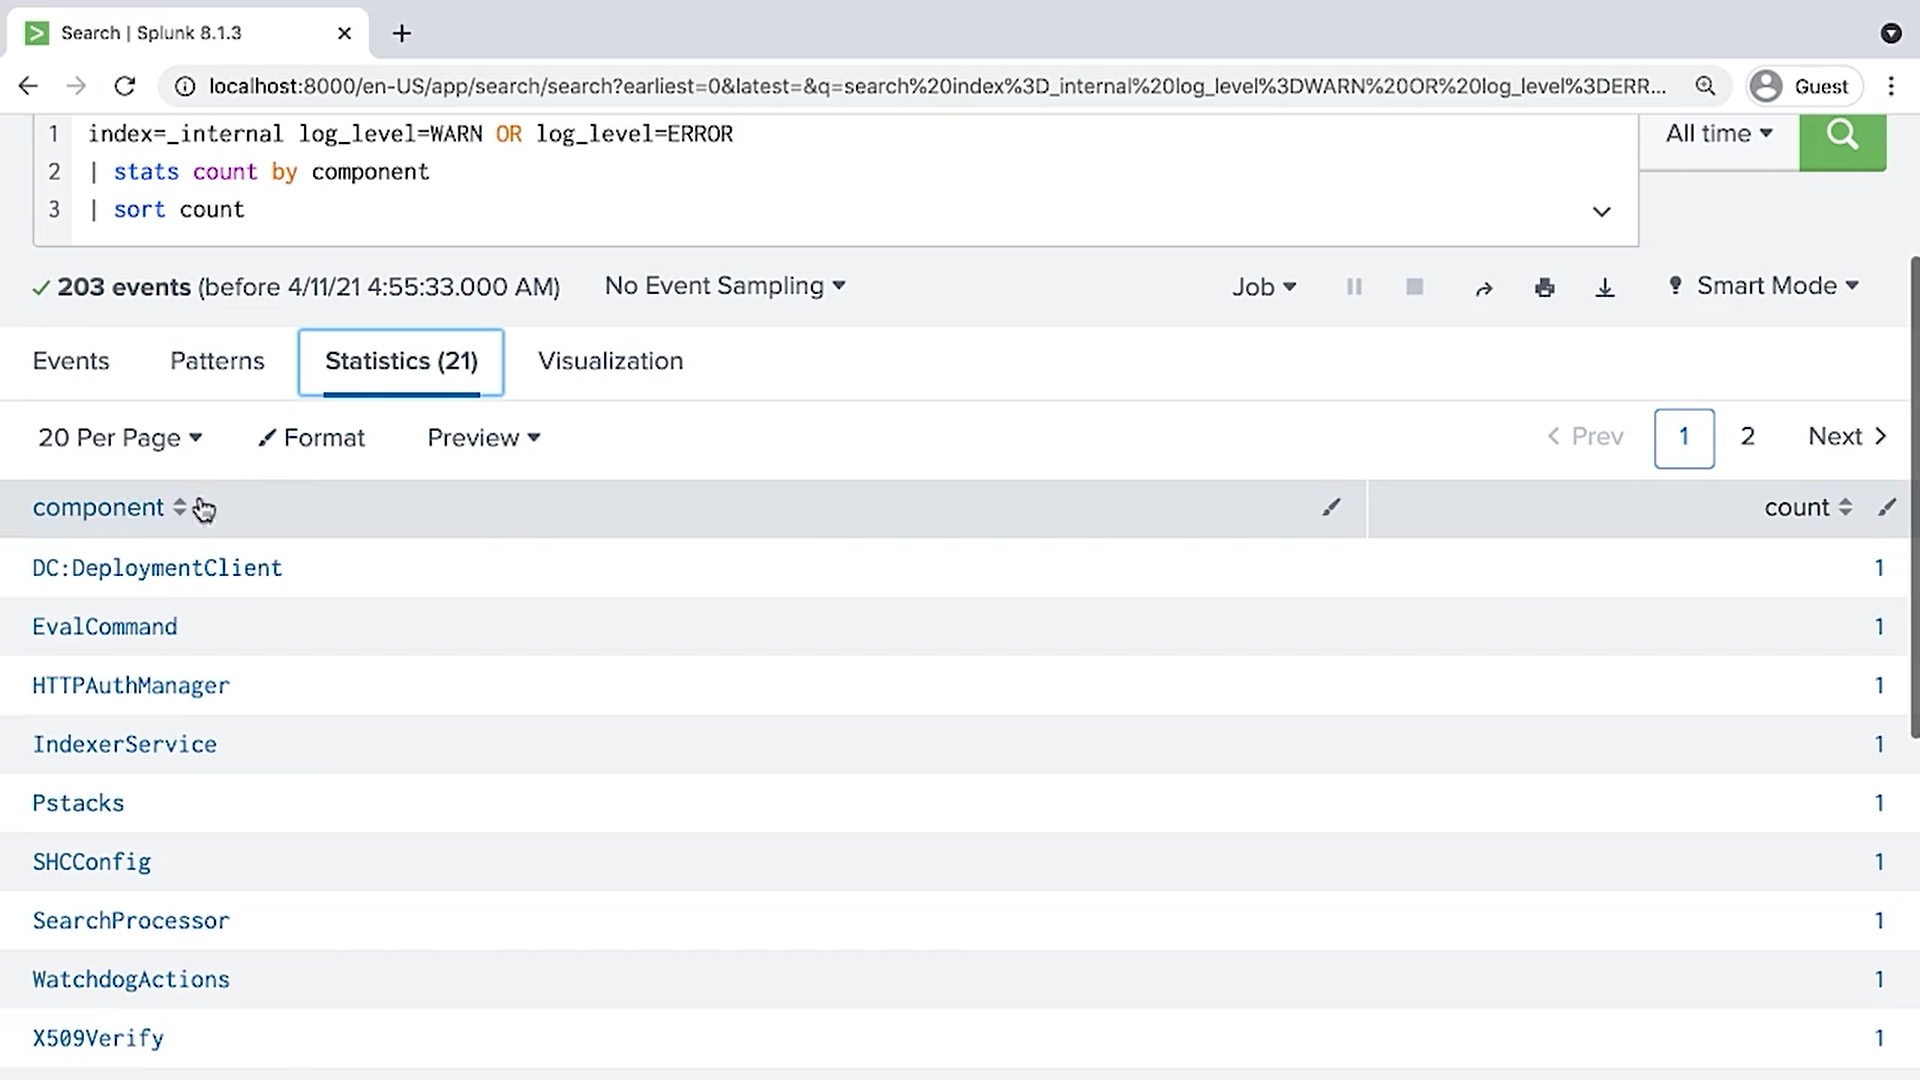 Search | Splunk 8.1.3
localhost:8000/en-US/app/search/search?earliest=0&latest=&q=search%20index%3D_internal%20log_level%3DWARN%20OR%20log_level%3DERR...
Guest
1 index=_internal log_level=WARN OR log_level=ERROR
2 | stats count by component
3 | sort count
All time
203 events (before 4/11/21 4:55:33.000 AM)
No Event Sampling
Job
Smart Mode
Events
Patterns
Statistics (21)
Visualization
20 Per Page
Format
Preview
< Prev
1
2
Next >
component count
DC:DeploymentClient 1
EvalCommand 1
HTTPAuthManager 1
IndexerService 1
Pstacks 1
SHCConfig 1
SearchProcessor 1
WatchdogActions 1
X509Verify 1